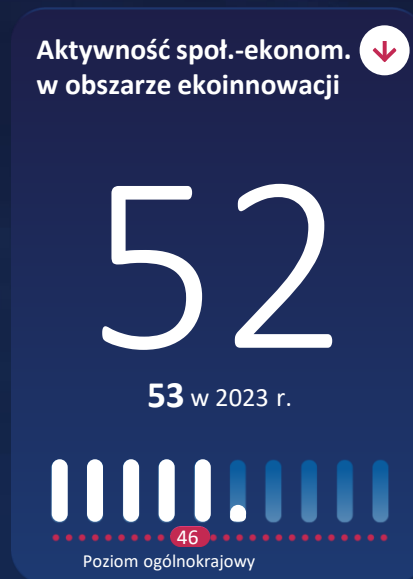 Aktywność społ.-ekonom.
w obszarze ekoinnowacji
52
53 w 2023 r.
46
Poziom ogólnokrajowy